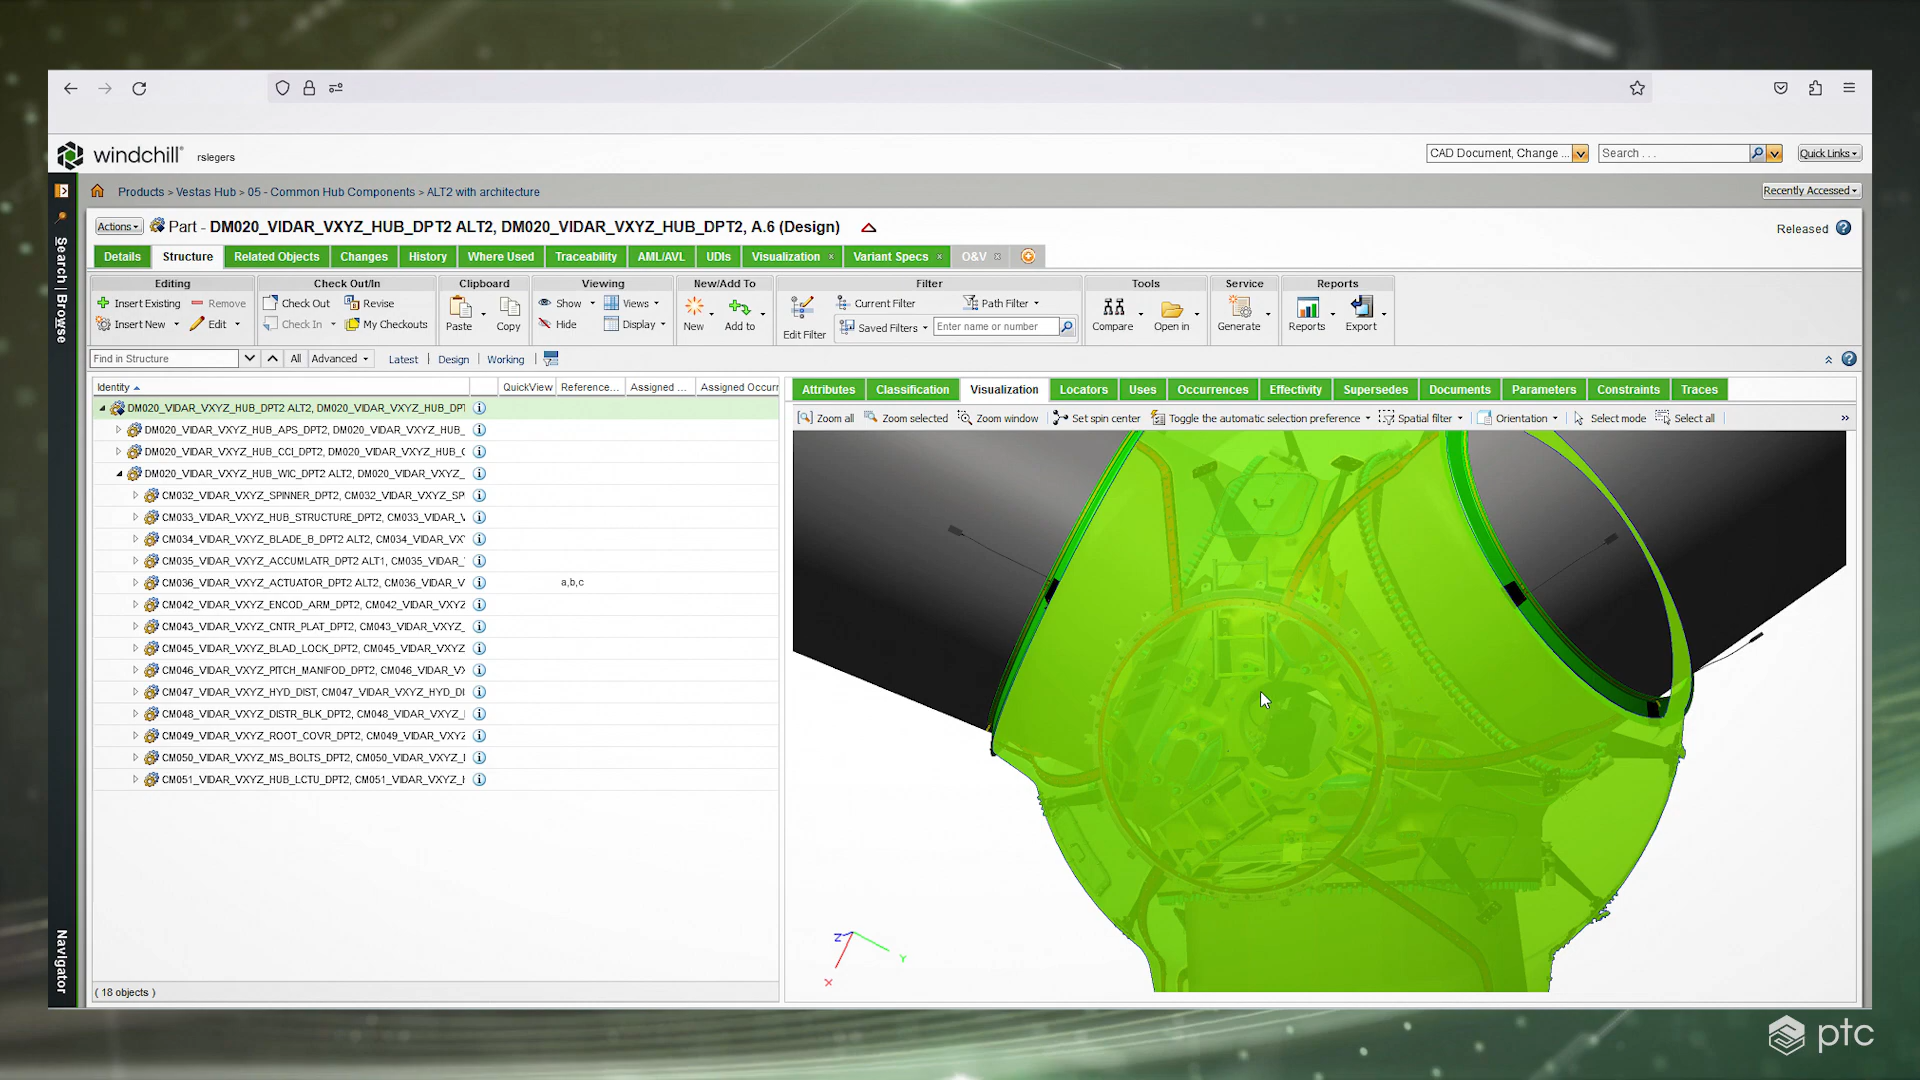 windchill® rslegers
CAD Document, Change ...
Search . . .
Quick Links
Products > Vestas Hub > 05 - Common Hub Components > ALT2 with architecture
Recently Accessed
Actions
Part - DM020_VIDAR_VXYZ_HUB_DPT2 ALT2, DM020_VIDAR_VXYZ_HUB_DPT2, A.6 (Design)
Released
Details Structure Related Objects Changes History Where Used Traceability AML/AVL UDIs Visualization Variant Specs O&V
Editing Check Out/In Clipboard Viewing New/Add To Filter Tools Service Reports
Insert Existing Remove Check Out Revise Show Views Current Filter Path Filter
Insert New Edit Check In My Checkouts Paste Copy Hide Display New Add to Edit Filter Saved Filters Enter name or number Compare Open in Generate Reports Export
Find in Structure All Advanced Latest | Design | Working
Search | Browse
Navigator
Identity QuickView Reference... Assigned ... Assigned Occurr
DM020_VIDAR_VXYZ_HUB_DPT2 ALT2, DM020_VIDAR_VXYZ_HUB_DPT
DM020_VIDAR_VXYZ_HUB_APS_DPT2, DM020_VIDAR_VXYZ_HUB_
DM020_VIDAR_VXYZ_HUB_CCI_DPT2, DM020_VIDAR_VXYZ_HUB_C
DM020_VIDAR_VXYZ_HUB_WIC_DPT2 ALT2, DM020_VIDAR_VXYZ_
CM032_VIDAR_VXYZ_SPINNER_DPT2, CM032_VIDAR_VXYZ_SP
CM033_VIDAR_VXYZ_HUB_STRUCTURE_DPT2, CM033_VIDAR_V
CM034_VIDAR_VXYZ_BLADE_B_DPT2 ALT2, CM034_VIDAR_VXY
CM035_VIDAR_VXYZ_ACCUMLATR_DPT2 ALT1, CM035_VIDAR_
CM036_VIDAR_VXYZ_ACTUATOR_DPT2 ALT2, CM036_VIDAR_V a,b,c
CM042_VIDAR_VXYZ_ENCOD_ARM_DPT2, CM042_VIDAR_VXYZ
CM043_VIDAR_VXYZ_CNTR_PLAT_DPT2, CM043_VIDAR_VXYZ_
CM045_VIDAR_VXYZ_BLAD_LOCK_DPT2, CM045_VIDAR_VXYZ_
CM046_VIDAR_VXYZ_PITCH_MANIFOD_DPT2, CM046_VIDAR_VX
CM047_VIDAR_VXYZ_HYD_DIST, CM047_VIDAR_VXYZ_HYD_DI
CM048_VIDAR_VXYZ_DISTR_BLK_DPT2, CM048_VIDAR_VXYZ_
CM049_VIDAR_VXYZ_ROOT_COVR_DPT2, CM049_VIDAR_VXYZ
CM050_VIDAR_VXYZ_MS_BOLTS_DPT2, CM050_VIDAR_VXYZ_
CM051_VIDAR_VXYZ_HUB_LCTU_DPT2, CM051_VIDAR_VXYZ_H
( 18 objects )
Attributes Classification Visualization Locators Uses Occurrences Effectivity Supersedes Documents Parameters Constraints Traces
Zoom all Zoom selected Zoom window Set spin center Toggle the automatic selection preference Spatial filter Orientation Select mode Select all »
Z
Y
X
ptc